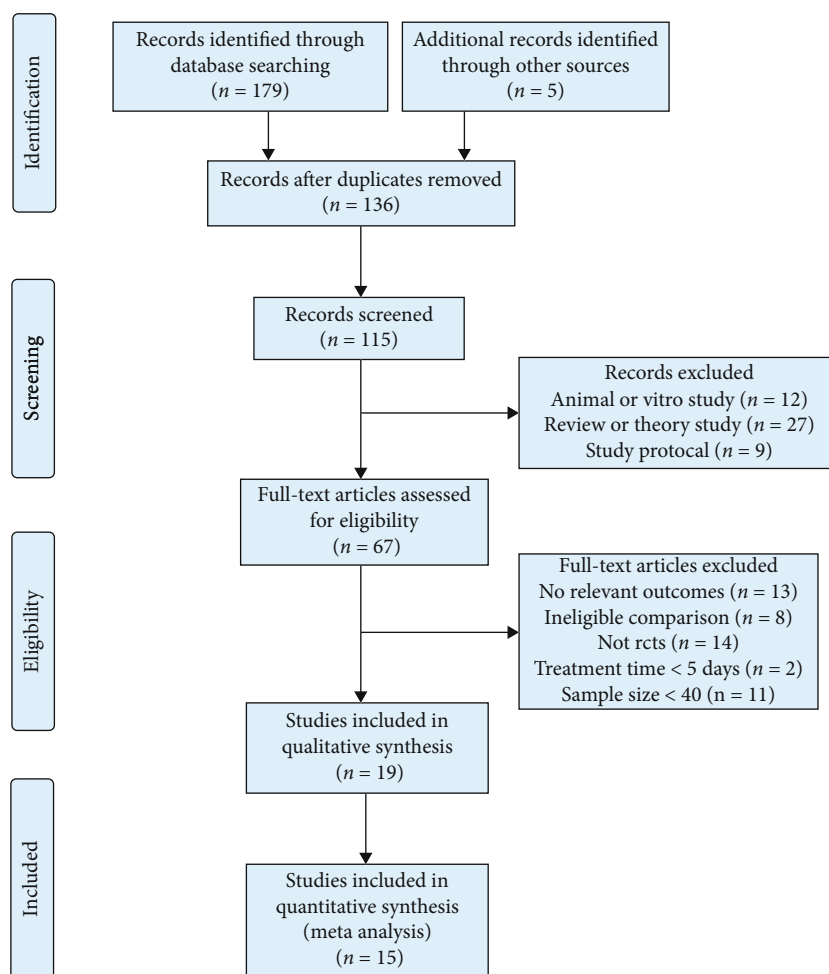 Identification
Records identified through
database searching
(n = 179)
Additional records identified
through other sources
(n = 5)
Records after duplicates removed
(n = 136)
Screening
Records screened
(n = 115)
Records excluded
Animal or vitro study (n = 12)
Review or theory study (n = 27)
Study protocal (n = 9)
Full-text articles assessed
for eligibility
(n = 67)
Eligibility
Full-text articles excluded
No relevant outcomes (n = 13)
Ineligible comparison (n = 8)
Not rcts (n = 14)
Treatment time < 5 days (n = 2)
Sample size < 40 (n = 11)
Studies included in
qualitative synthesis
(n = 19)
Included
Studies included in
quantitative synthesis
(meta analysis)
(n = 15)